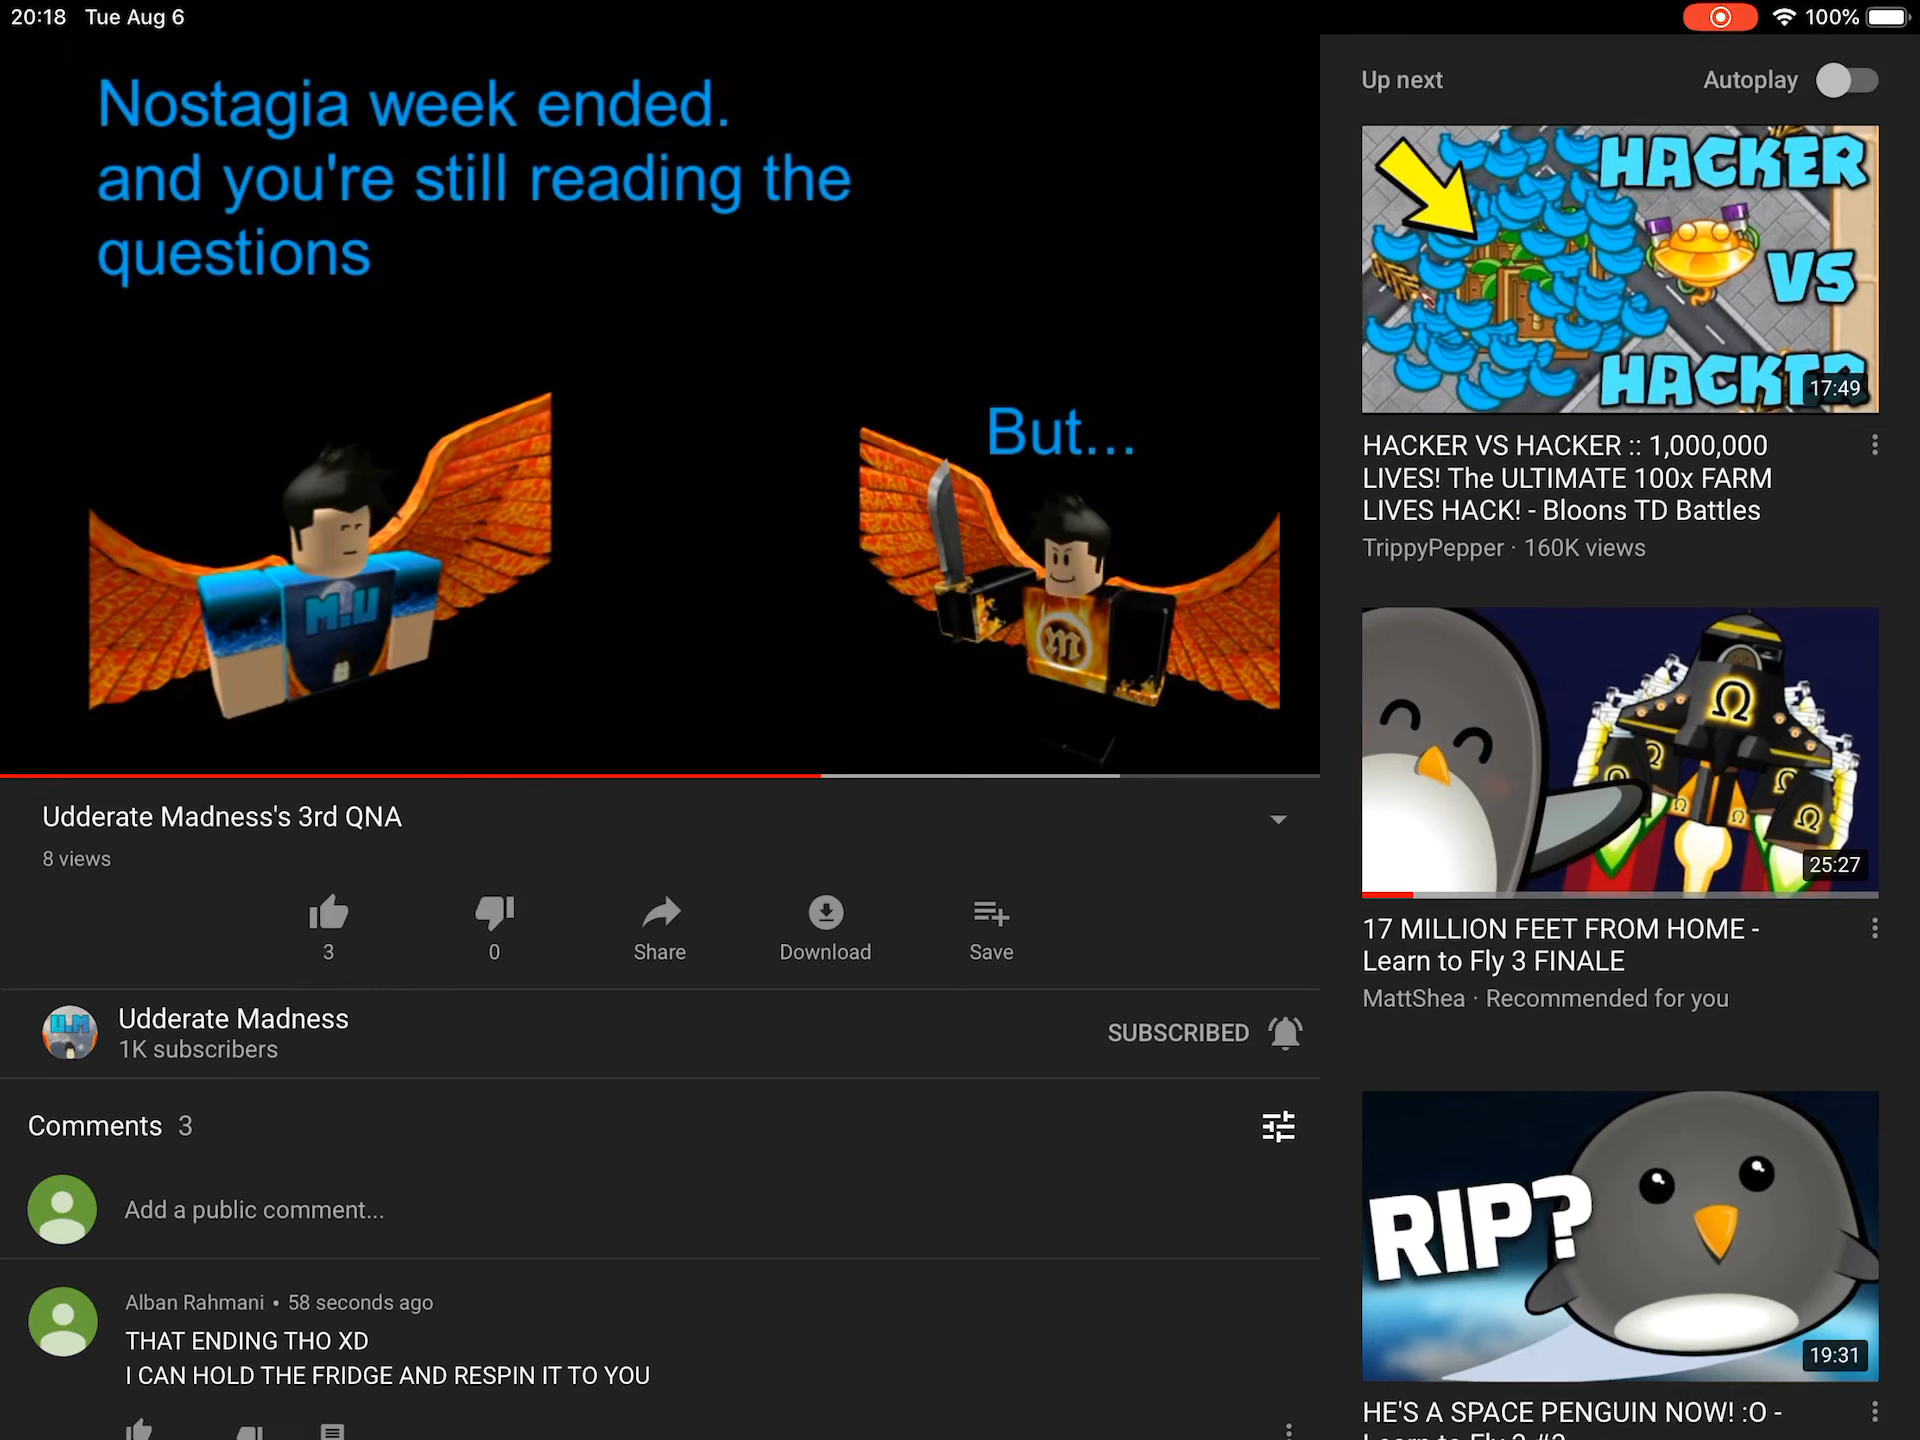 20:18 Tue Aug 6
100%
Nostagia week ended.
and you're still reading the
questions
But...
M.U
Udderate Madness's 3rd QNA
8 views
3
0
Share
Download
Save
U.M
Udderate Madness
1K subscribers
SUBSCRIBED
Comments 3
Add a public comment...
Alban Rahmani • 58 seconds ago
THAT ENDING THO XD
I CAN HOLD THE FRIDGE AND RESPIN IT TO YOU
Up next
Autoplay
HACKER
VS
HACKER
17:49
HACKER VS HACKER :: 1,000,000
LIVES! The ULTIMATE 100x FARM
LIVES HACK! - Bloons TD Battles
TrippyPepper · 160K views
Ω
25:27
17 MILLION FEET FROM HOME -
Learn to Fly 3 FINALE
MattShea · Recommended for you
RIP?
19:31
HE'S A SPACE PENGUIN NOW! :O -